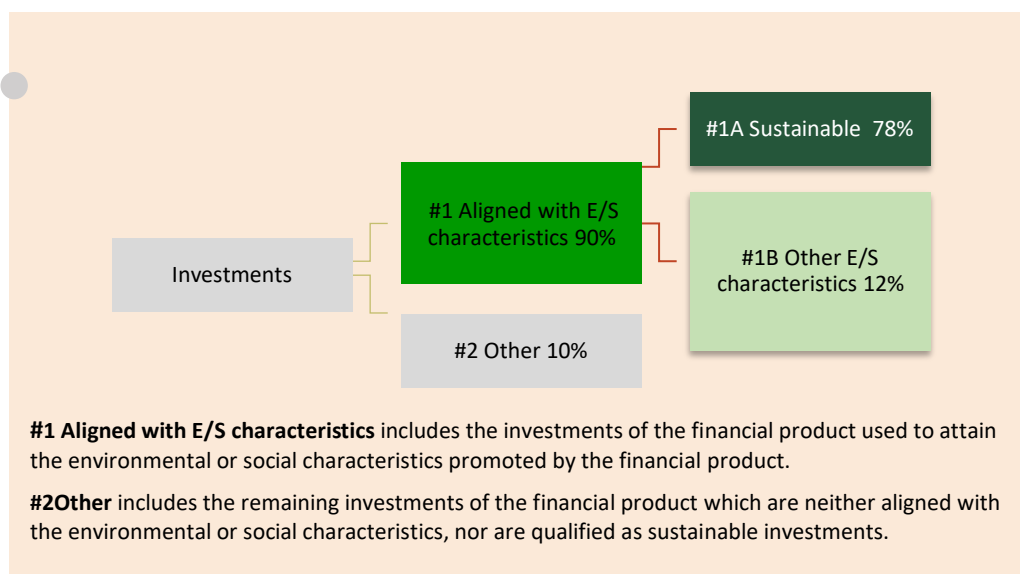 #1A Sustainable  78%
#1 Aligned with E/S
characteristics 90%
#1B Other E/S
characteristics 12%
Investments
#2 Other 10%
#1 Aligned with E/S characteristics includes the investments of the financial product used to attain
the environmental or social characteristics promoted by the financial product.
#2Other includes the remaining investments of the financial product which are neither aligned with
the environmental or social characteristics, nor are qualified as sustainable investments.